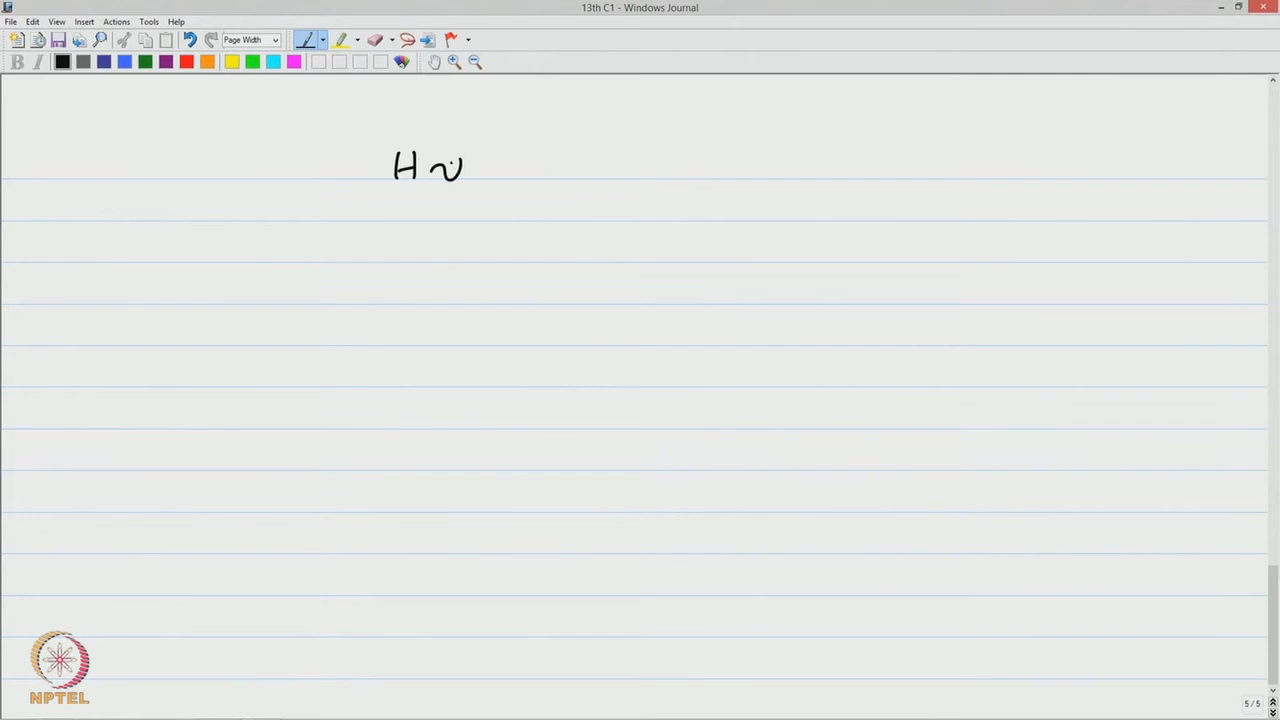 13th C1 - Windows Journal
File Edit View Insert Actions Tools Help
Page Width
B I
H v
5 / 5
NPTEL